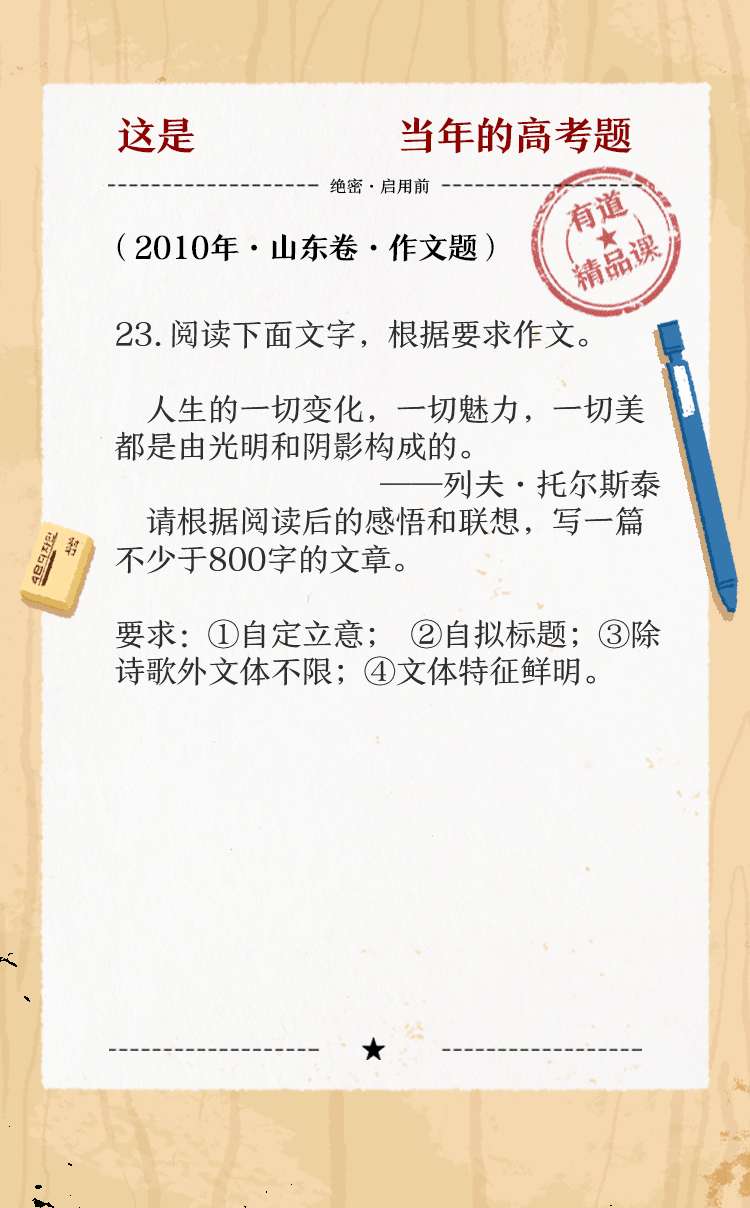 这是 当年的高考题
绝密·启用前
有道
精品课
（2010年·山东卷·作文题）
23.阅读下面文字，根据要求作文。
人生的一切变化，一切魅力，一切美
都是由光明和阴影构成的。
——列夫·托尔斯泰
请根据阅读后的感悟和联想，写一篇
不少于800字的文章。
要求：①自定立意； ②自拟标题；③除
诗歌外文体不限；④文体特征鲜明。